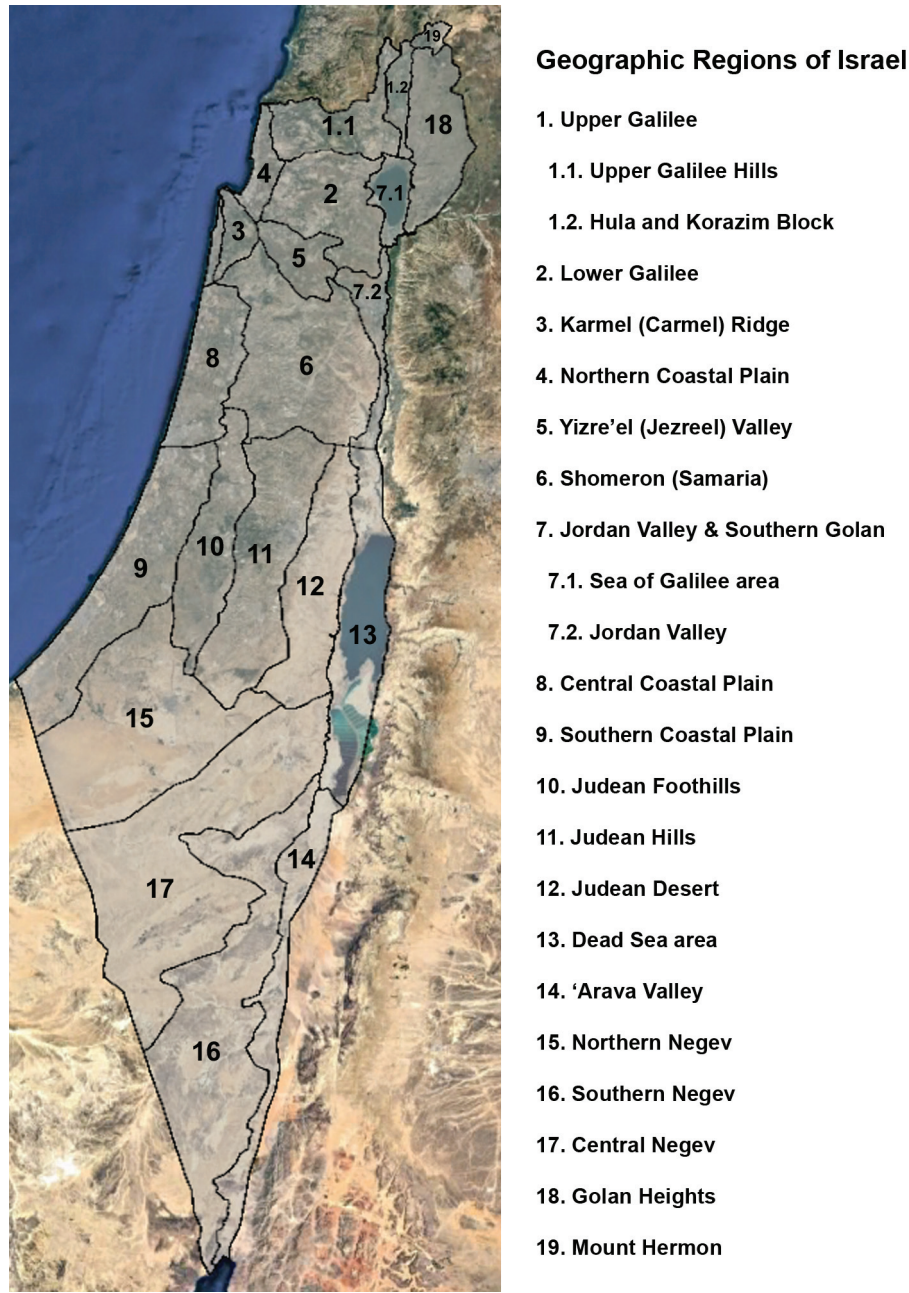 19
1.2
1.1
18
4
2
7.1
3
5
7.2
8
6
10
11
9
12
13
15
14
17
16
Geographic Regions of Israel
1. Upper Galilee
1.1. Upper Galilee Hills
1.2. Hula and Korazim Block
2. Lower Galilee
3. Karmel (Carmel) Ridge
4. Northern Coastal Plain
5. Yizre’el (Jezreel) Valley
6. Shomeron (Samaria)
7. Jordan Valley & Southern Golan
7.1. Sea of Galilee area
7.2. Jordan Valley
8. Central Coastal Plain
9. Southern Coastal Plain
10. Judean Foothills
11. Judean Hills
12. Judean Desert
13. Dead Sea area
14. ‘Arava Valley
15. Northern Negev
16. Southern Negev
17. Central Negev
18. Golan Heights
19. Mount Hermon